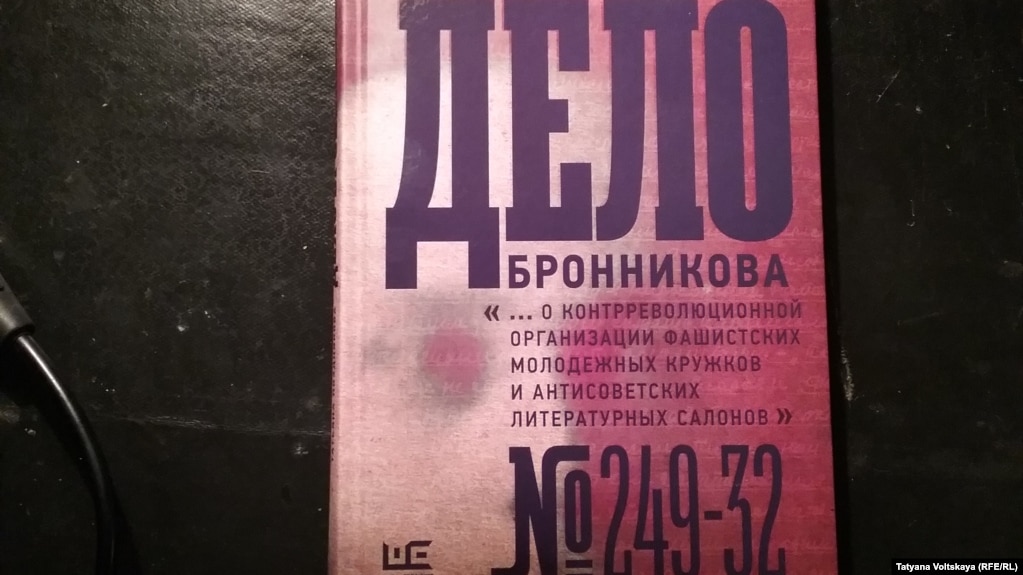 ДЕЛО
БРОННИКОВА
«... О КОНТРРЕВОЛЮЦИОННОЙ
ОРГАНИЗАЦИИ ФАШИСТСКИХ
МОЛОДЕЖНЫХ КРУЖКОВ
И АНТИСОВЕТСКИХ
ЛИТЕРАТУРНЫХ САЛОНОВ»
№249-32
Tatyana Voltskaya (RFE/RL)